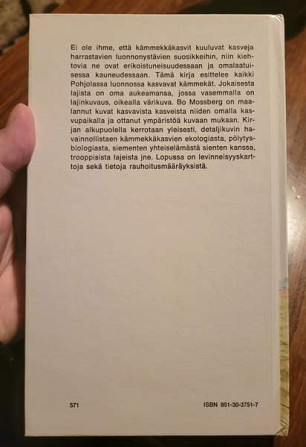 Ei ole ihme, että kämmekkäkasvit kuuluvat kasveja
harrastavien luonnonystävien suosikkeihin, niin kieh-
tovia ne ovat erikoistuneisuudessaan ja omalaatui-
sessa kauneudessaan. Tämä kirja esittelee kaikki
Pohjolassa luonnossa kasvavat kämmekät. Jokaisesta
lajista on oma aukeamansa, jossa vasemmalla on
lajinkuvaus, oikealla värikuva. Bo Mossberg on maa-
lannut kuvat kasvavista kasveista niiden omalla kas-
vupaikalla ja ottanut ympäristöä kuvaan mukaan. Kir-
jan alkupuolella kerrotaan yleisesti, detaljikuvin ha-
vainnollistaen kämmekkäkasvien ekologiasta, pölytys-
biologiasta, siementen yhteiselämästä sienten kanssa,
trooppisista lajeista jne. Lopussa on levinneisyyskart-
toja sekä tietoja rauhoitusmääräyksistä.
571
ISBN 951-30-3751-7